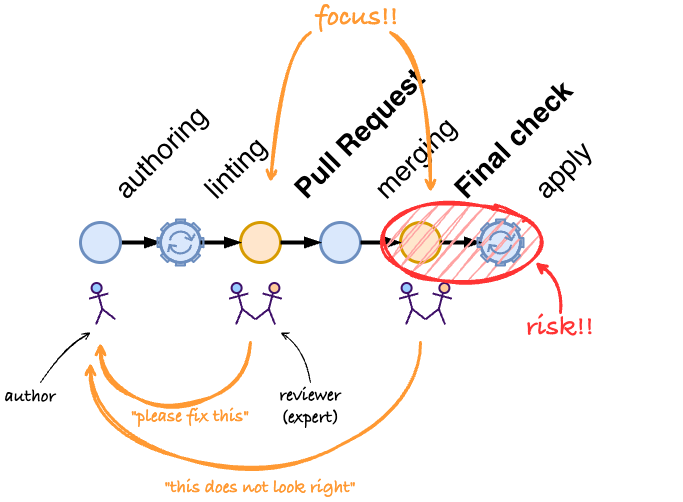 focus!!
authoring
linting
Pull Request
merging
Final check
apply
risk!!
author
reviewer
(expert)
"please fix this"
"this does not look right"